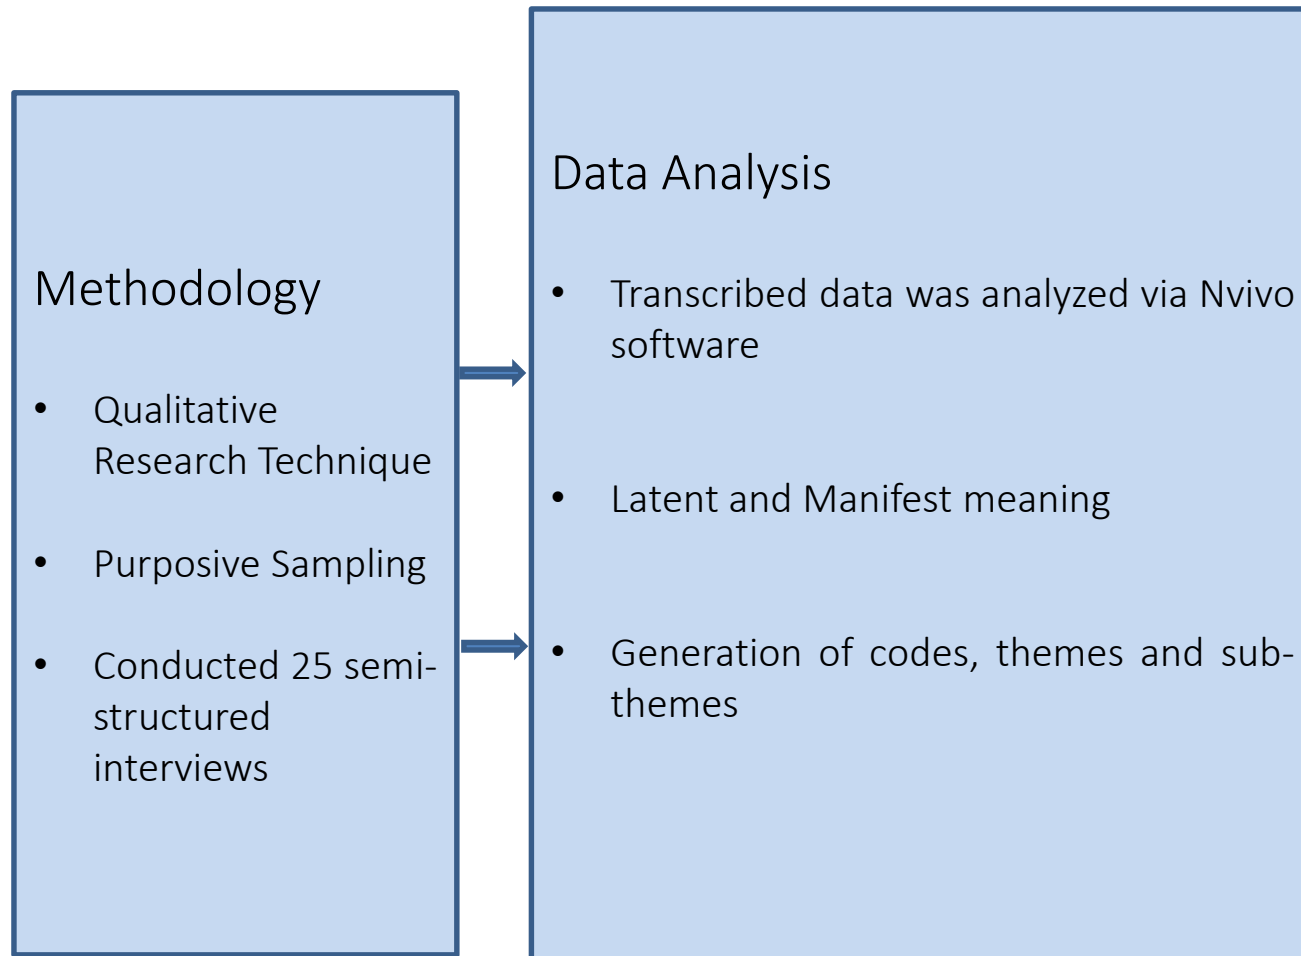 Methodology
• Qualitative
Research Technique
• Purposive Sampling
• Conducted 25 semi-
structured
interviews
Data Analysis
• Transcribed data was analyzed via Nvivo
software
• Latent and Manifest meaning
• Generation of codes, themes and sub-
themes